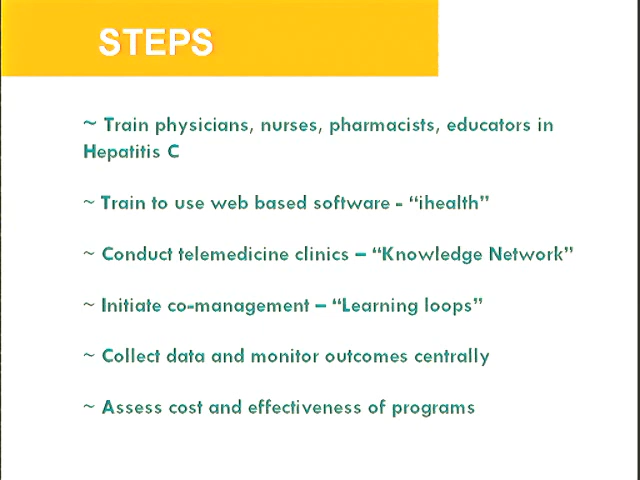 STEPS
~ Train physicians, nurses, pharmacists, educators in
Hepatitis C
~ Train to use web based software - “ihealth”
~ Conduct telemedicine clinics – “Knowledge Network”
~ Initiate co-management – “Learning loops”
~ Collect data and monitor outcomes centrally
~ Assess cost and effectiveness of programs